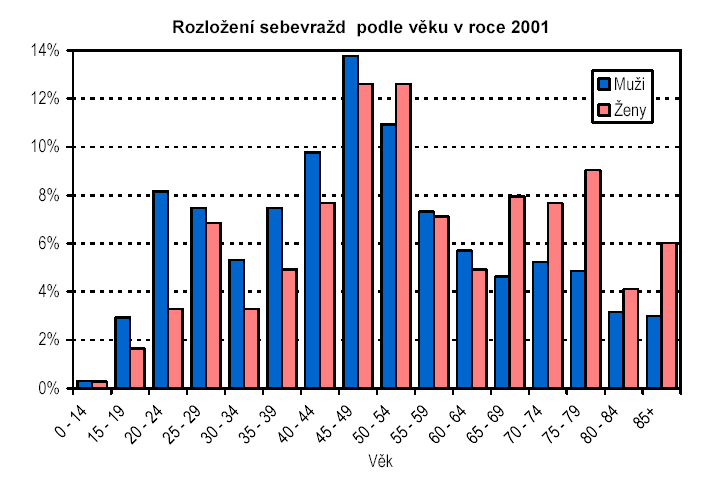 Rozložení sebevražd podle věku v roce 2001
14%
12%
10%
8%
6%
4%
2%
0%
Muži
Ženy
0 - 14
15 - 19
20 - 24
25 - 29
30 - 34
35 - 39
40 - 44
45 - 49
50 - 54
55 - 59
60 - 64
65 - 69
70 - 74
75 - 79
80 - 84
85+
Věk